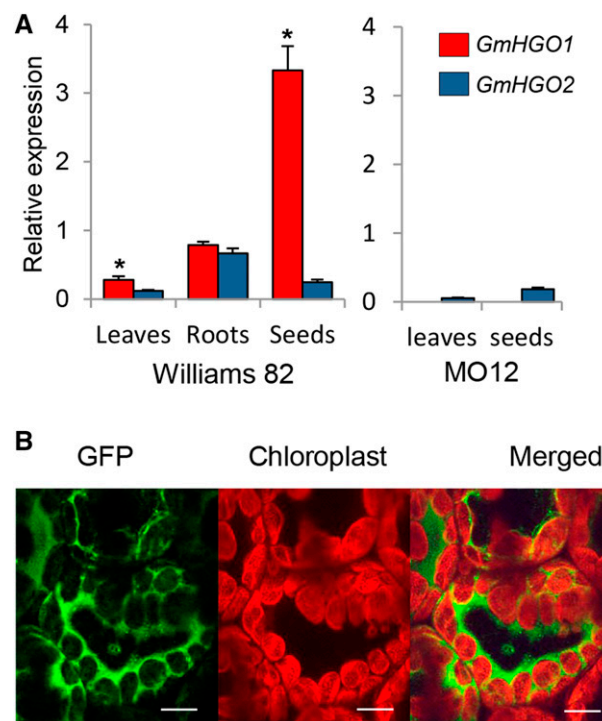 A
Relative expression
4
3
2
1
0
* *
Leaves Roots Seeds
Williams 82
4
3
2
1
0
leaves seeds
MO12
GmHGO1
GmHGO2
B
GFP Chloroplast Merged